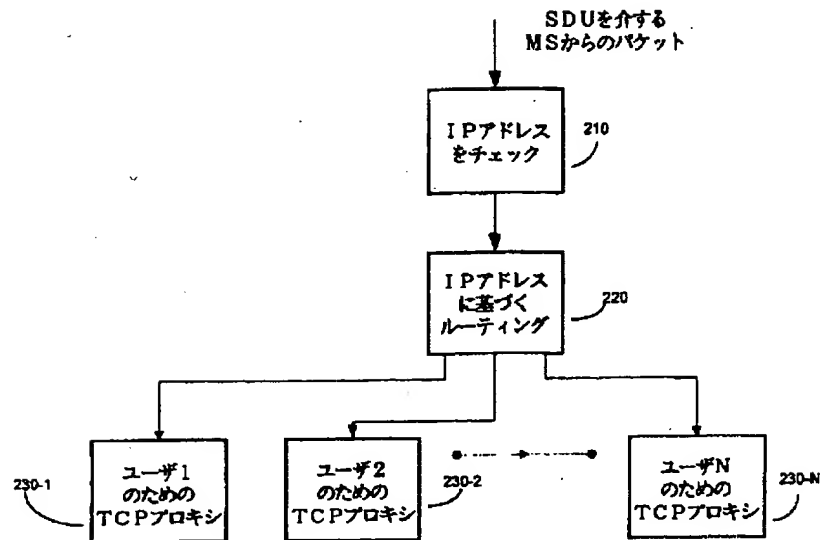 SDUを介する
MSからのパケット
IPアドレス
をチェック
210
IPアドレス
に基づく
ルーティング
220
230-1
ユーザ1
のための
TCPプロキシ
ユーザ2
のための
TCPプロキシ
230-2
ユーザN
のための
TCPプロキシ
230-N